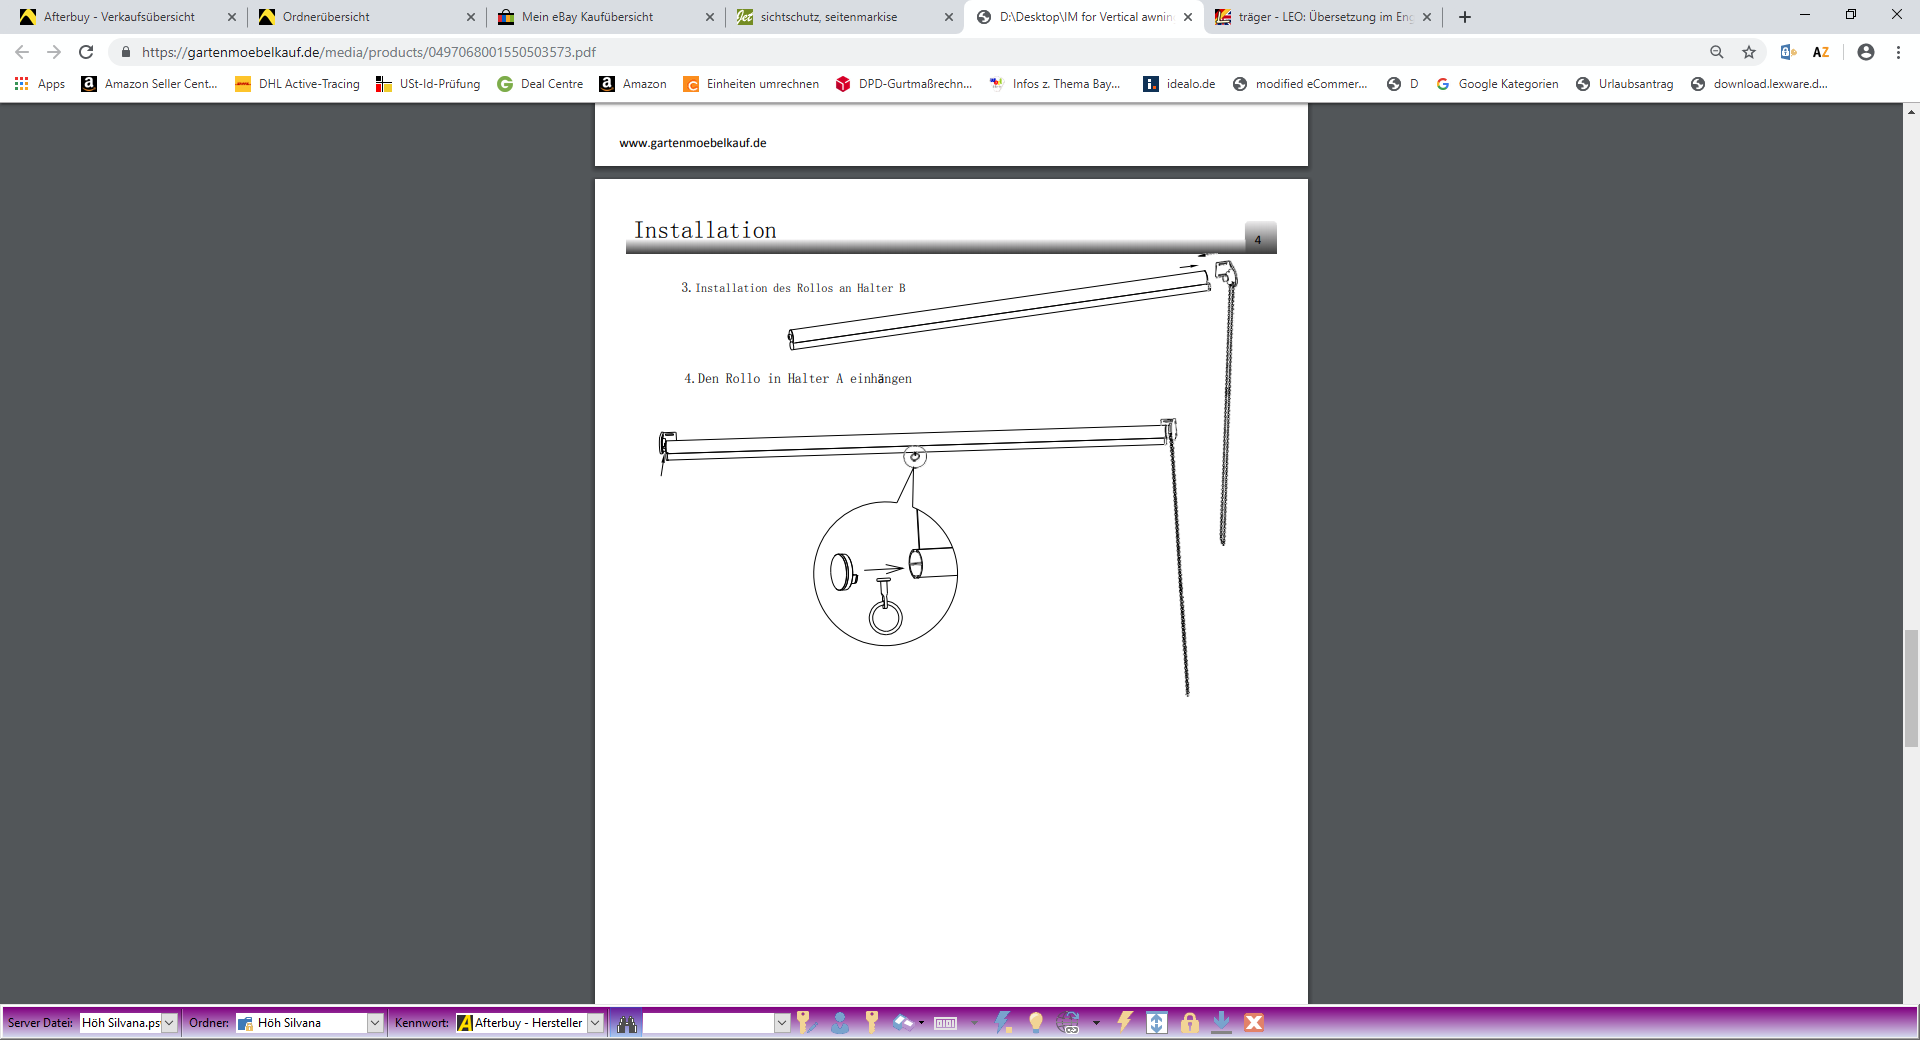 Afterbuy - Verkaufsübersicht
Ordnerübersicht
Mein eBay Kaufübersicht
Jet sichtschutz, seitenmarkise
D:\Desktop\IM for Vertical awnin
träger - LEO: Übersetzung im Eng
https://gartenmoebelkauf.de/media/products/0497068001550503573.pdf
AZ
Apps
a Amazon Seller Cent...
DHL Active-Tracing
USt-Id-Prüfung
Deal Centre
a Amazon
C Einheiten umrechnen
DPD-Gurtmaßrechn...
Infos z. Thema Bay...
i. idealo.de
modified eCommer...
D
G Google Kategorien
Urlaubsantrag
download.lexware.d...
www.gartenmoebelkauf.de
Installation
4
3. Installation des Rollos an Halter B
4. Den Rollo in Halter A einhängen
Server Datei: Höh Silvana.ps
Ordner: Höh Silvana
Kennwort: Afterbuy - Hersteller